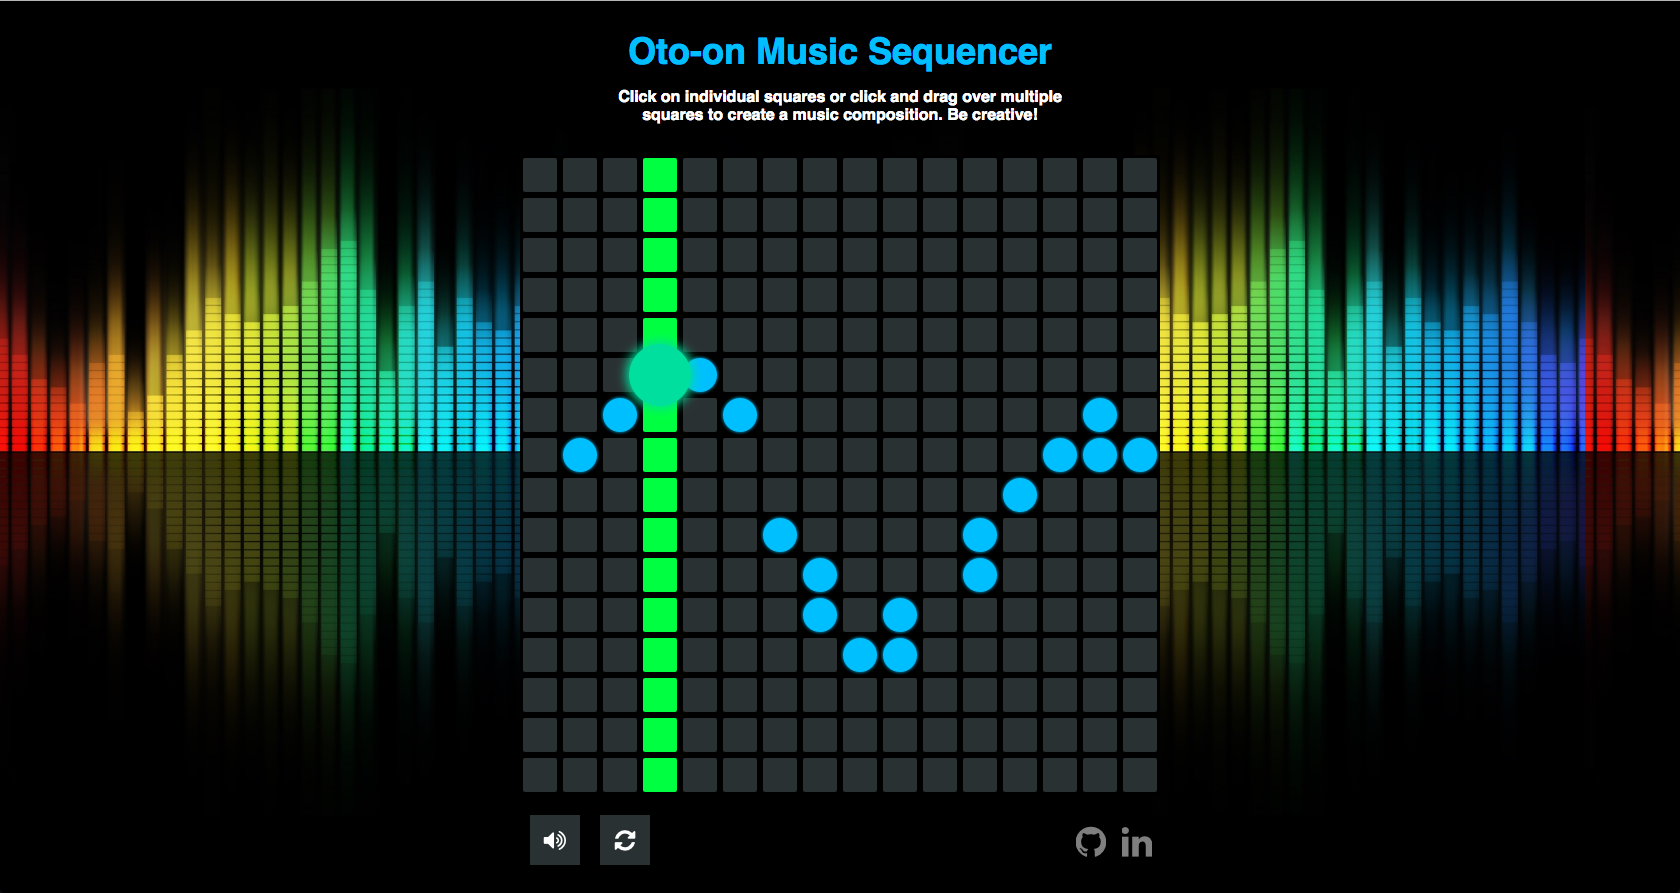 Oto-on Music Sequencer
Click on individual squares or click and drag over multiple
squares to create a music composition. Be creative!
in